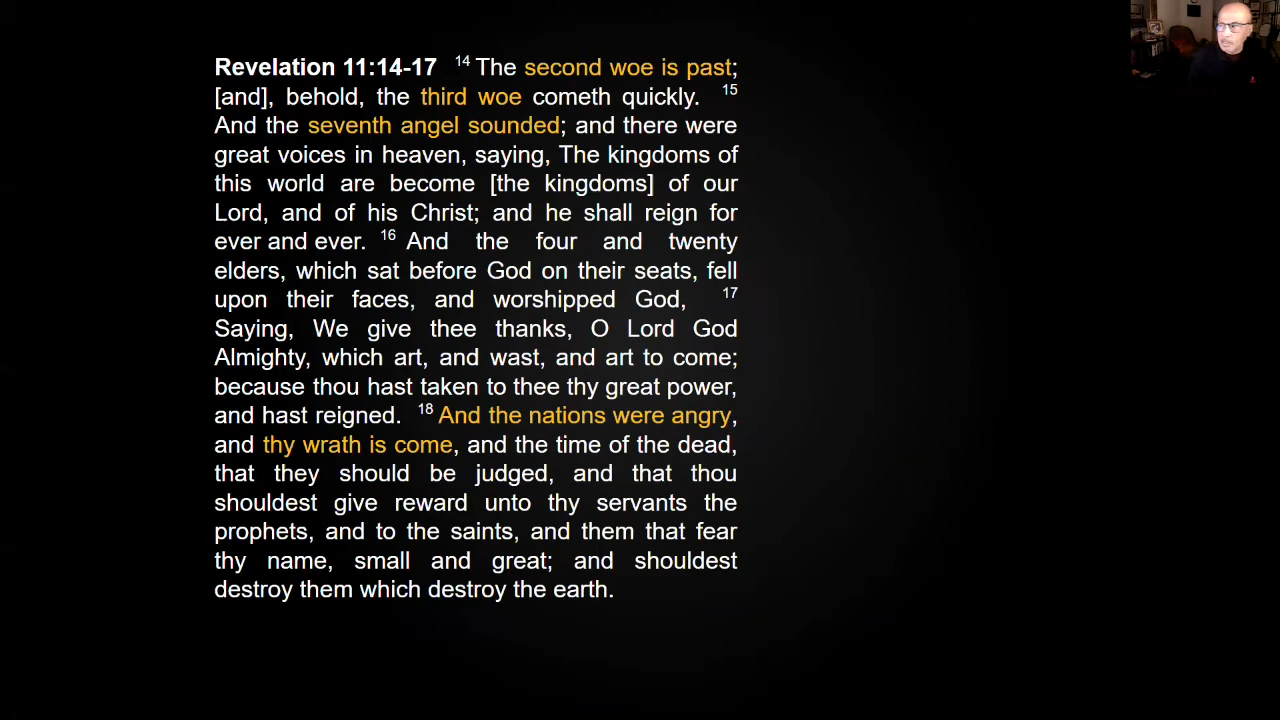 Revelation 11:14-17 14 The second woe is past;
[and], behold, the third woe cometh quickly. 15
And the seventh angel sounded; and there were
great voices in heaven, saying, The kingdoms of
this world are become [the kingdoms] of our
Lord, and of his Christ; and he shall reign for
ever and ever. 16 And the four and twenty
elders, which sat before God on their seats, fell
upon their faces, and worshipped God, 17
Saying, We give thee thanks, O Lord God
Almighty, which art, and wast, and art to come;
because thou hast taken to thee thy great power,
and hast reigned. 18 And the nations were angry,
and thy wrath is come, and the time of the dead,
that they should be judged, and that thou
shouldest give reward unto thy servants the
prophets, and to the saints, and them that fear
thy name, small and great; and shouldest
destroy them which destroy the earth.